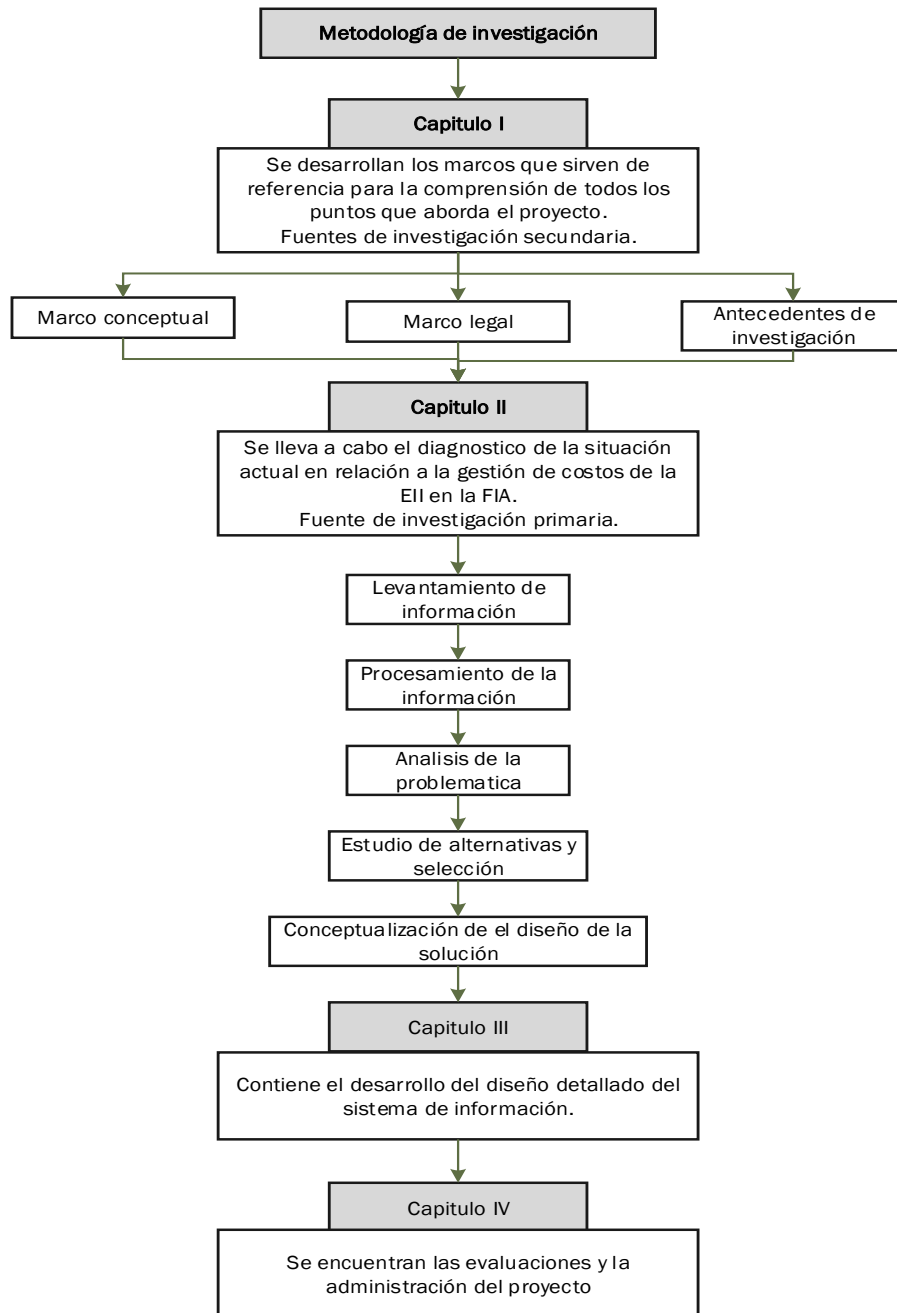 Metodología de investigación
Capitulo I
Se desarrollan los marcos que sirven de
referencia para la comprensión de todos los
puntos que aborda el proyecto.
Fuentes de investigación secundaria.
Marco conceptual
Marco legal
Antecedentes de
investigación
Capitulo II
Se lleva a cabo el diagnostico de la situación
actual en relación a la gestión de costos de la
EII en la FIA.
Fuente de investigación primaria.
Levantamiento de
información
Procesamiento de la
información
Analisis de la
problematica
Estudio de alternativas y
selección
Conceptualización de el diseño de la
solución
Capitulo III
Contiene el desarrollo del diseño detallado del
sistema de información.
Capitulo IV
Se encuentran las evaluaciones y la
administración del proyecto